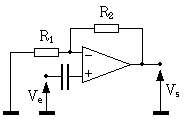 R₂
R₁
−
+
Vₑ
Vₛ